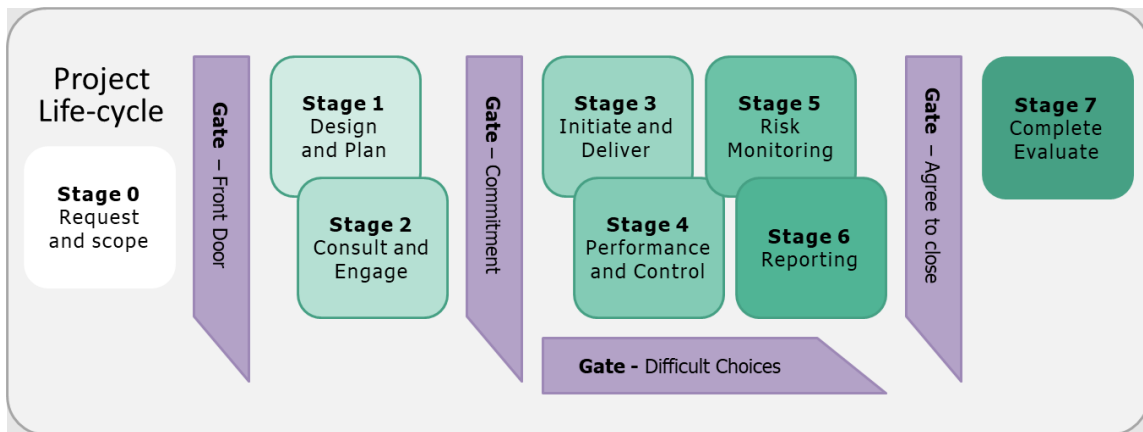 Project
Life-cycle
Stage 0
Request
and scope
Gate – Front Door
Stage 1
Design
and Plan
Stage 2
Consult and
Engage
Gate – Commitment
Stage 3
Initiate and
Deliver
Stage 4
Performance
and Control
Stage 5
Risk
Monitoring
Stage 6
Reporting
Gate - Difficult Choices
Gate – Agree to close
Stage 7
Complete
Evaluate